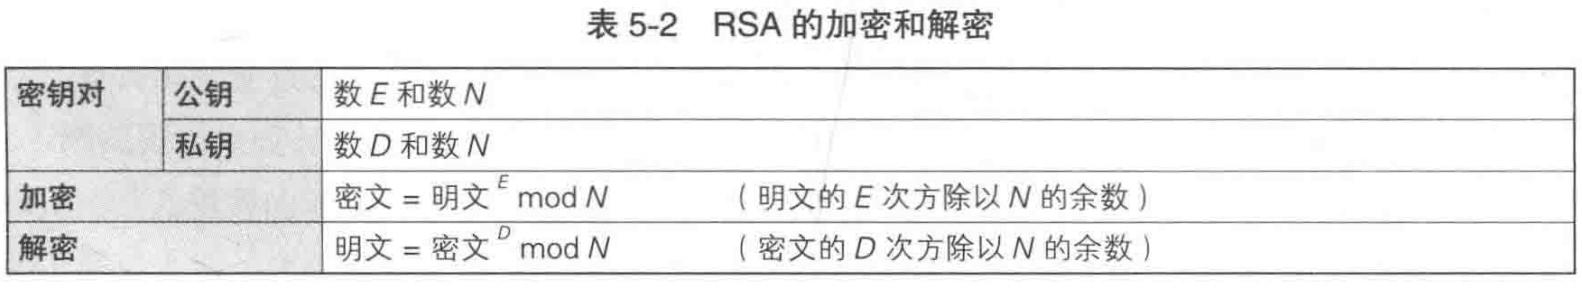 表 5-2 RSA 的加密和解密
密钥对 公钥 数 E 和数 N
私钥 数 D 和数 N
加密 密文 = 明文^E mod N （明文的 E 次方除以 N 的余数）
解密 明文 = 密文^D mod N （密文的 D 次方除以 N 的余数）